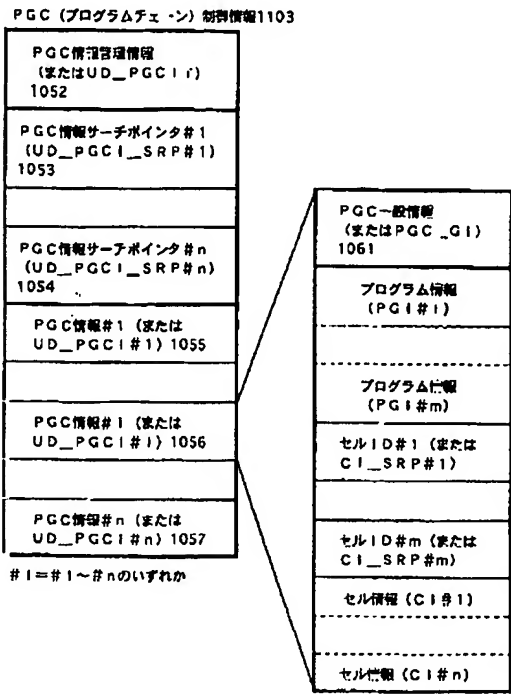 PGC(プログラムチェーン)制御情報1103
PGC情報管理情報
(またはUD__PGCI I)
1052
PGC情報サーチポインタ#1
(UD__PGCI__SRP#1)
1053
PGC情報サーチポインタ#n
(UD__PGCI__SRP#n)
1054
PGC情報#1(または
UD__PGCI#1)1055
PGC情報#I(または
UD__PGCI#I)1056
PGC情報#n(または
UD__PGCI#n)1057
#I=#1~#nのいずれか
PGC一般情報
(またはPGC_GI)
1061
プログラム情報
(PGI#1)
プログラム情報
(PGI#m)
セルID#1(または
CI__SRP#1)
セルID#m(または
CI__SRP#m)
セル情報(CI#1)
セル情報(CI#n)